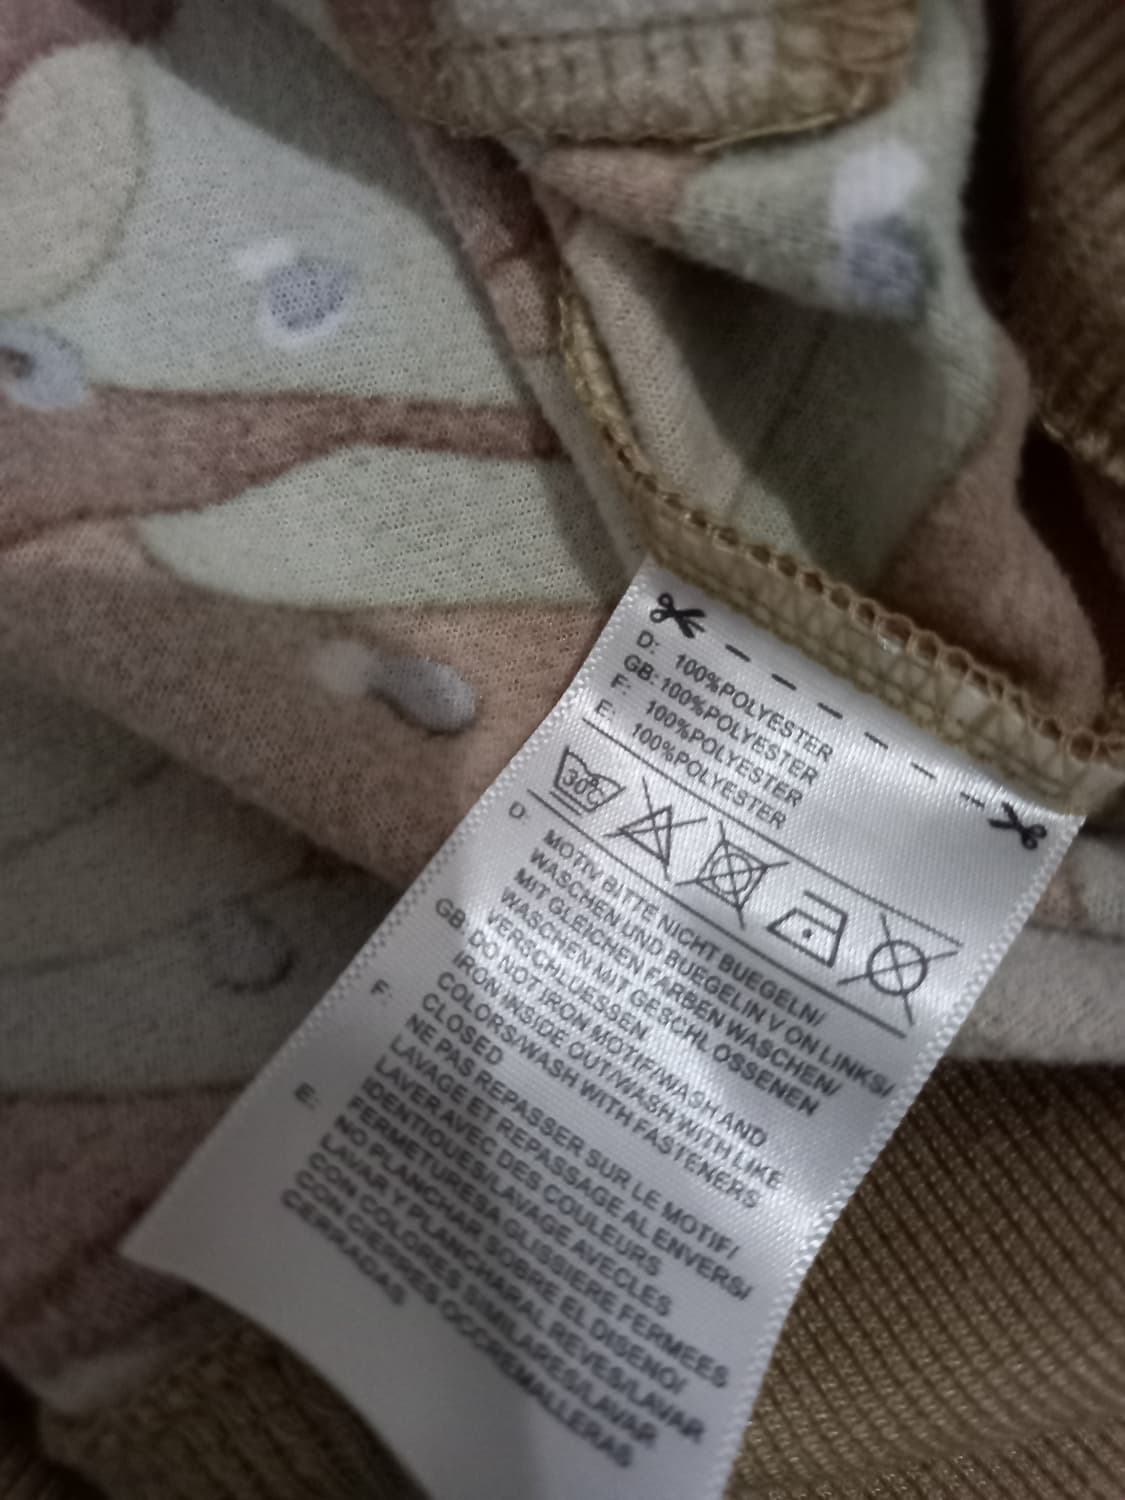 D: 100%POLYESTER
GB: 100%POLYESTER
F: 100%POLYESTER
E: 100%POLYESTER
30°C
D: MOTIV BITTE NICHT BUEGELN/
WASCHEN UND BUEGELN V ON LINKS/
MIT GLEICHEN FARBEN WASCHEN/
WASCHEN MIT GESCHL OSSENEN
VERSCHLUESSEN
GB: DO NOT IRON MOTIF/WASH AND
IRON INSIDE OUT/WASH WITH LIKE
COLORS/WASH WITH FASTENERS
CLOSED
F: NE PAS REPASSER SUR LE MOTIF/
LAVAGE ET REPASSAGE AL ENVERS/
LAVER AVEC DES COULEURS
IDENTIQUES/LAVAGE AVECLES
FERMETURESA GLISSIERE FERMEES
E: NO PLANCHAR SOBRE EL DISENO/
LAVAR Y PLANCHAR AL REVES/LAVAR
CON COLORES SIMILARES/LAVAR
CON CIERRES OCCREMALLERAS
CERRAGAS